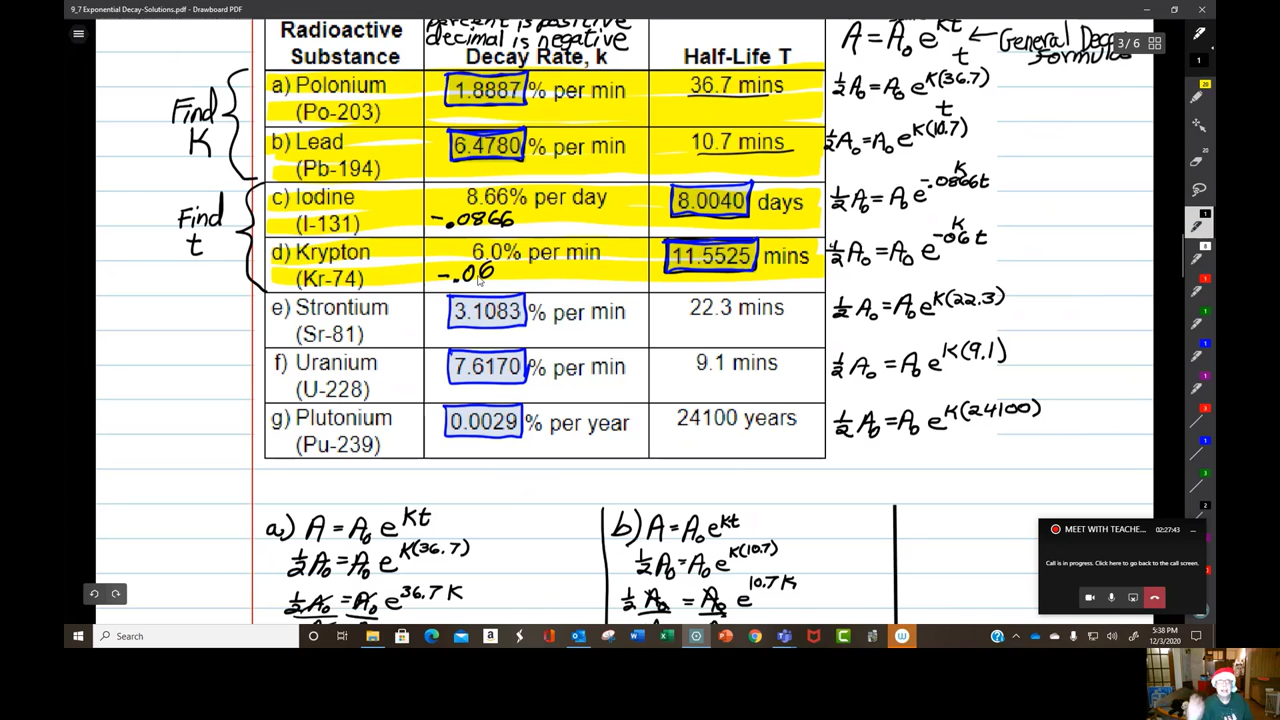 9_7 Exponential Decay-Solutions.pdf - Drawboard PDF
percent is positive
decimal is negative
Radioactive Substance
Decay Rate, k
Half-Life T
A = A₀ e^kt ← General Decay Formula
t
3/6
Find K
a) Polonium (Po-203)
1.8887 % per min
36.7 mins
½A₀ = A₀ e^K(36.7)
t
b) Lead (Pb-194)
6.4780 % per min
10.7 mins
½A₀ = A₀ e^K(10.7)
Find t
c) Iodine (I-131)
8.66% per day
-.0866
8.0040 days
K
½A₀ = A₀ e^-.0866t
d) Krypton (Kr-74)
6.0% per min
-.06
11.5525 mins
K
½A₀ = A₀ e^-.06t
e) Strontium (Sr-81)
3.1083 % per min
22.3 mins
½A₀ = A₀ e^K(22.3)
f) Uranium (U-228)
7.6170 % per min
9.1 mins
½A₀ = A₀ e^K(9.1)
g) Plutonium (Pu-239)
0.0029 % per year
24100 years
½A₀ = A₀ e^K(24100)
a) A = A₀ e^Kt
½A₀ = A₀ e^K(36.7)
½A₀ = A₀ e^36.7K
b) A = A₀ e^kt
½A₀ = A₀ e^K(10.7)
½A₀ = A₀ e^10.7K
MEET WITH TEACHE...
02:27:43
Call is in progress. Click here to go back to the call screen.
Search
5:38 PM
12/3/2020